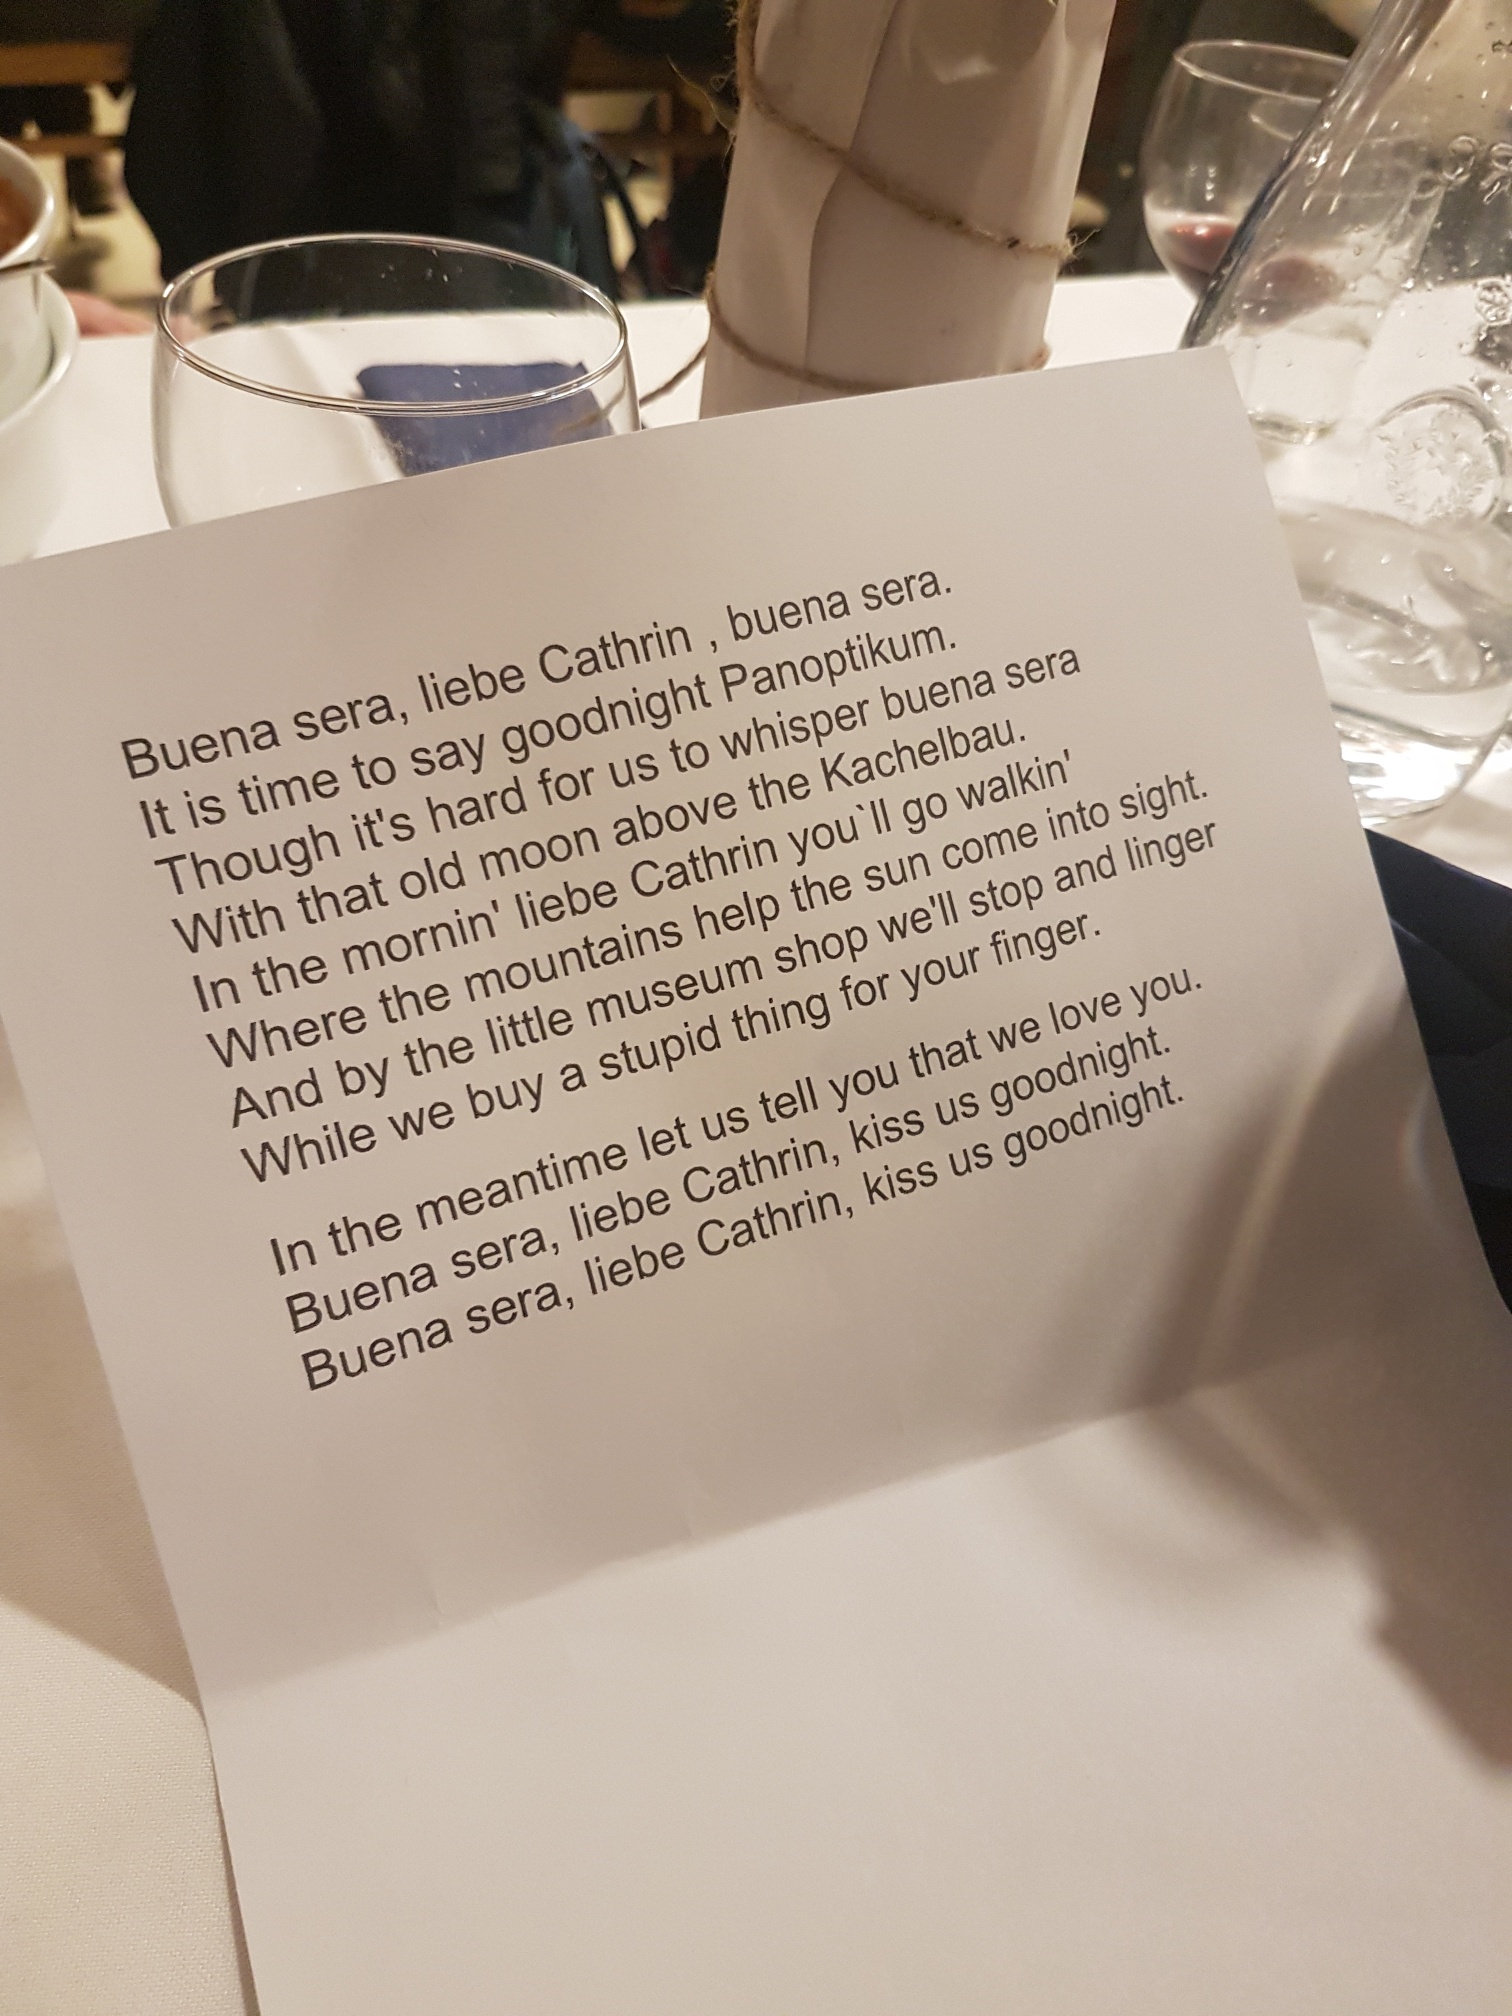 Buena sera, liebe Cathrin , buena sera.
It is time to say goodnight Panoptikum.
Though it's hard for us to whisper buena sera
With that old moon above the Kachelbau.
In the mornin' liebe Cathrin you`ll go walkin'
Where the mountains help the sun come into sight.
And by the little museum shop we'll stop and linger
While we buy a stupid thing for your finger.
In the meantime let us tell you that we love you.
Buena sera, liebe Cathrin, kiss us goodnight.
Buena sera, liebe Cathrin, kiss us goodnight.